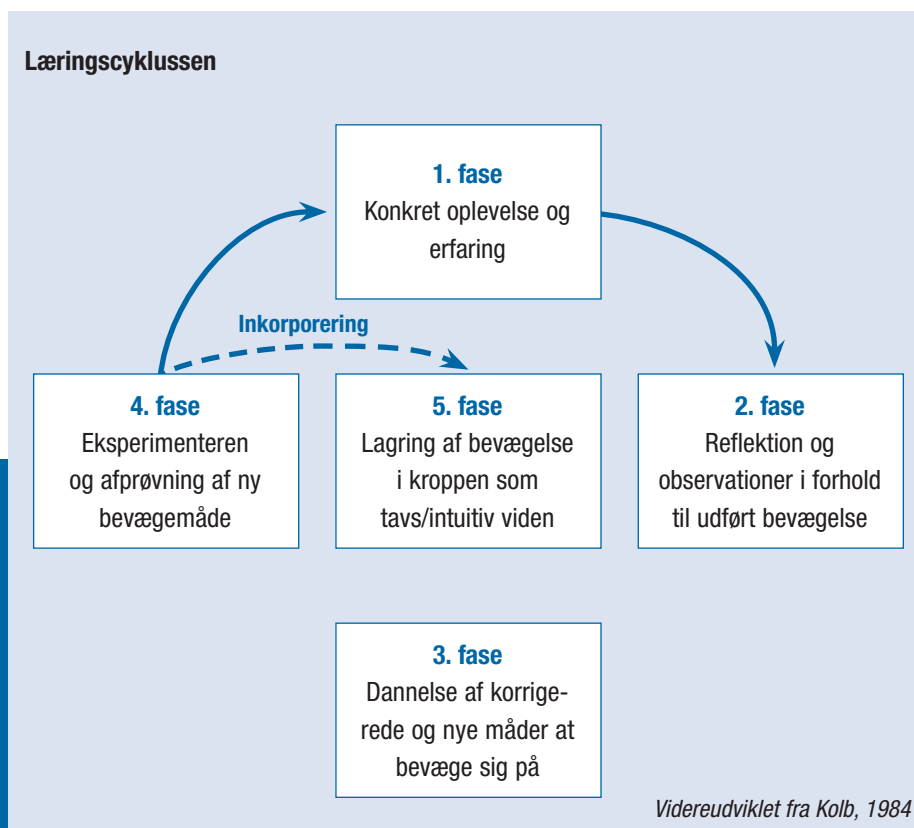 Læringscyklussen
1. fase
Konkret oplevelse og
erfaring
Inkorporering
4. fase
Eksperimenteren
og afprøvning af ny
bevægemåde
5. fase
Lagring af bevægelse
i kroppen som
tavs/intuitiv viden
2. fase
Reflektion og
observationer i forhold
til udført bevægelse
3. fase
Dannelse af korrige-
rede og nye måder at
bevæge sig på
Videreudviklet fra Kolb, 1984